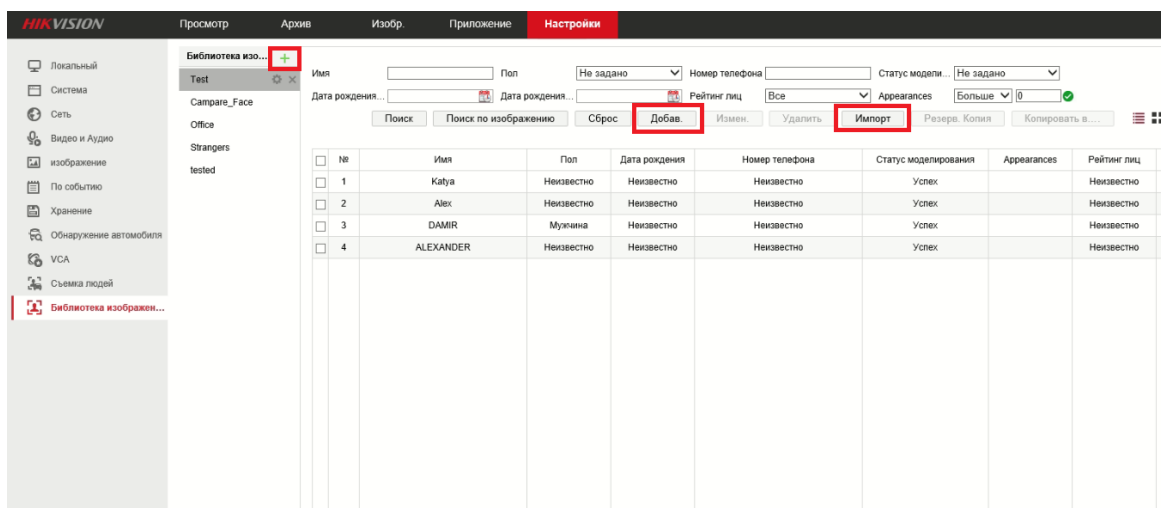 HIKVISION Просмотр Архив Изобр. Приложение Настройки
Локальный
Система
Сеть
Видео и Аудио
изображение
По событию
Хранение
Обнаружение автомобиля
VCA
Съемка людей
Библиотека изображен...
Библиотека изо... +
Test
Campare_Face
Office
Strangers
tested
Имя Пол Не задано Номер телефона Статус модели... Не задано
Дата рождения... Дата рождения... Рейтинг лиц Все Appearances Больше 0
Поиск Поиск по изображению Сброс Добав. Измен. Удалить Импорт Резерв. Копия Копировать в....
№ Имя Пол Дата рождения Номер телефона Статус моделирования Appearances Рейтинг лиц
1 Katya Неизвестно Неизвестно Неизвестно Успех Неизвестно
2 Alex Неизвестно Неизвестно Неизвестно Успех Неизвестно
3 DAMIR Мужчина Неизвестно Неизвестно Успех Неизвестно
4 ALEXANDER Неизвестно Неизвестно Неизвестно Успех Неизвестно